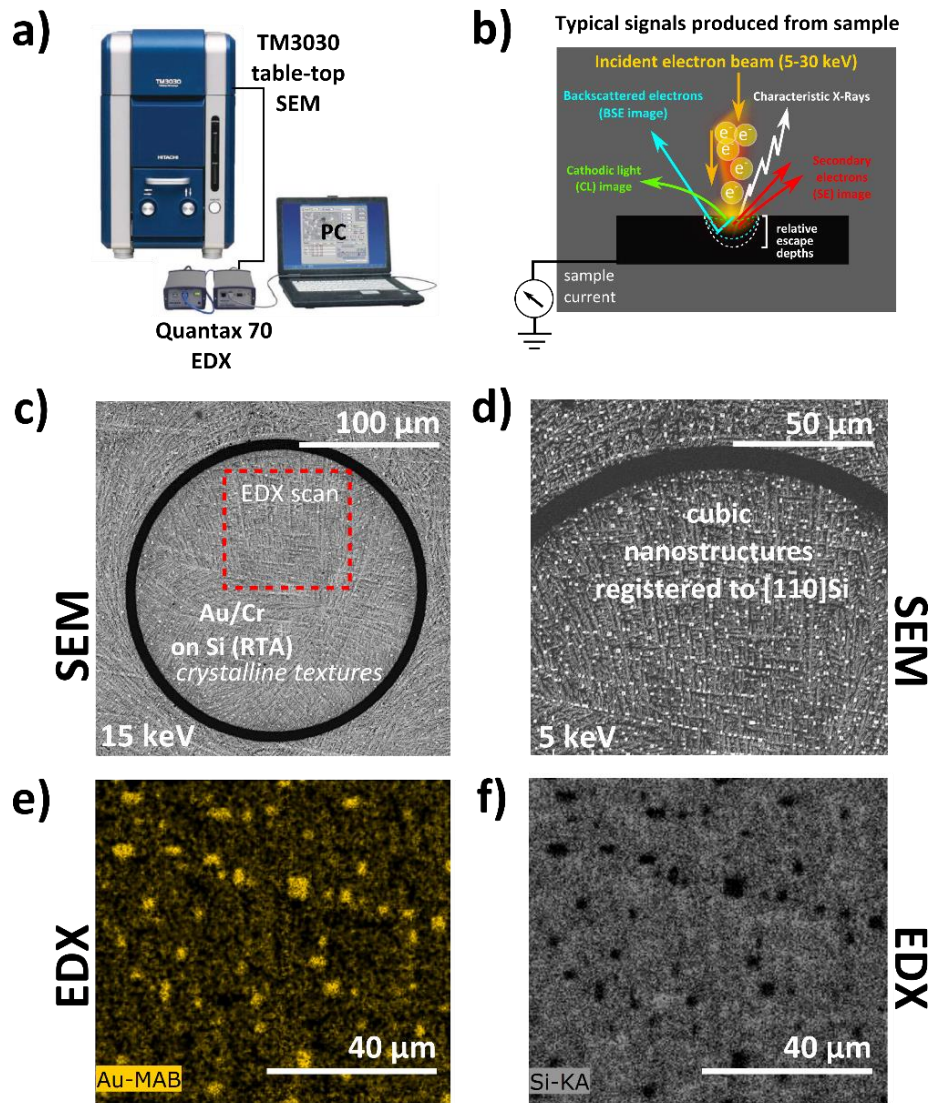 a)
TM3030
table-top
SEM
TM3030
HITACHI
PC
Quantax 70
EDX
b)
Typical signals produced from sample
Incident electron beam (5-30 keV)
Backscattered electrons
(BSE image)
Characteristic X-Rays
e-
e-
e-
e-
e-
Cathodic light
(CL) image
Secondary
electrons
(SE) image
relative
escape
depths
sample
current
c)
SEM
100 µm
EDX scan
Au/Cr
on Si (RTA)
crystalline textures
15 keV
d)
50 µm
cubic
nanostructures
registered to [110]Si
5 keV
SEM
e)
EDX
40 µm
Au-MAB
f)
40 µm
Si-KA
EDX